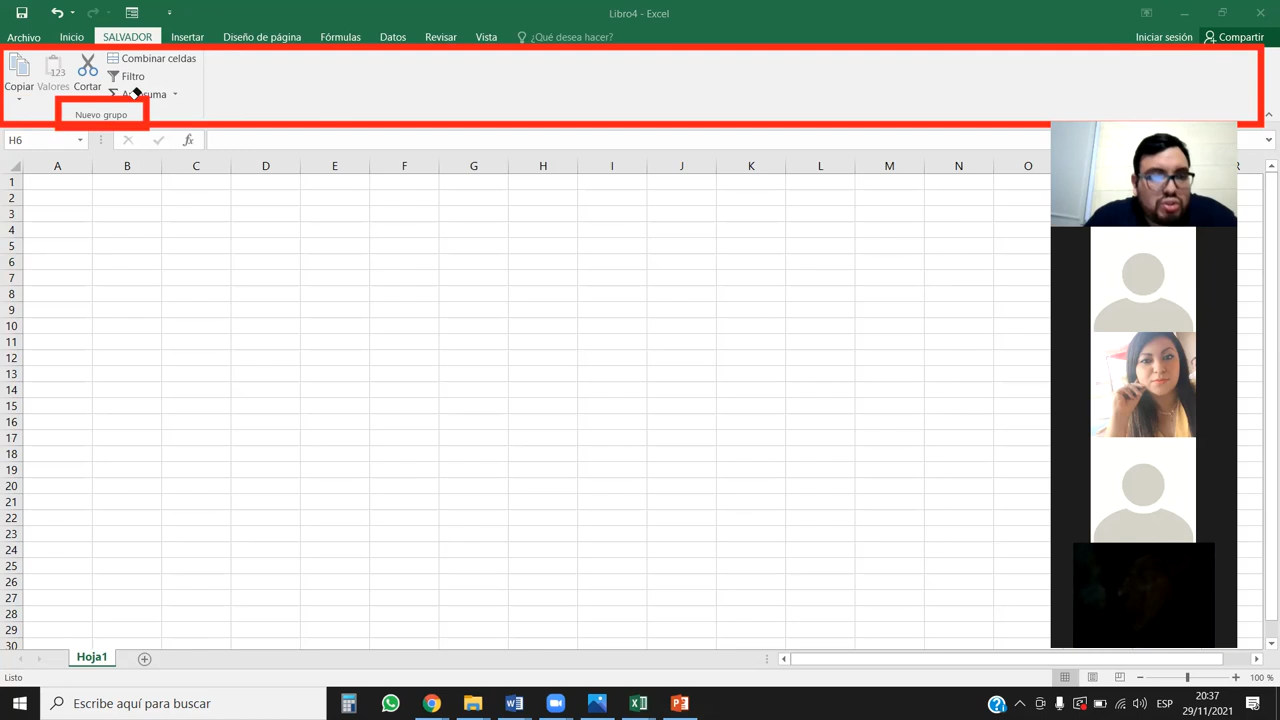 Libro4 - Excel
Archivo Inicio SALVADOR Insertar Diseño de página Fórmulas Datos Revisar Vista ¿Qué desea hacer? Iniciar sesión Compartir
Combinar celdas
Filtro
Copiar Valores Cortar
Nuevo grupo
H6 fx
A B C D E F G H I J K L M N O
1
2
3
4
5
6
7
8
9
10
11
12
13
14
15
16
17
18
19
20
21
22
23
24
25
26
27
28
29
30
Hoja1
Listo 100 %
Escribe aquí para buscar
ESP
20:37
29/11/2021